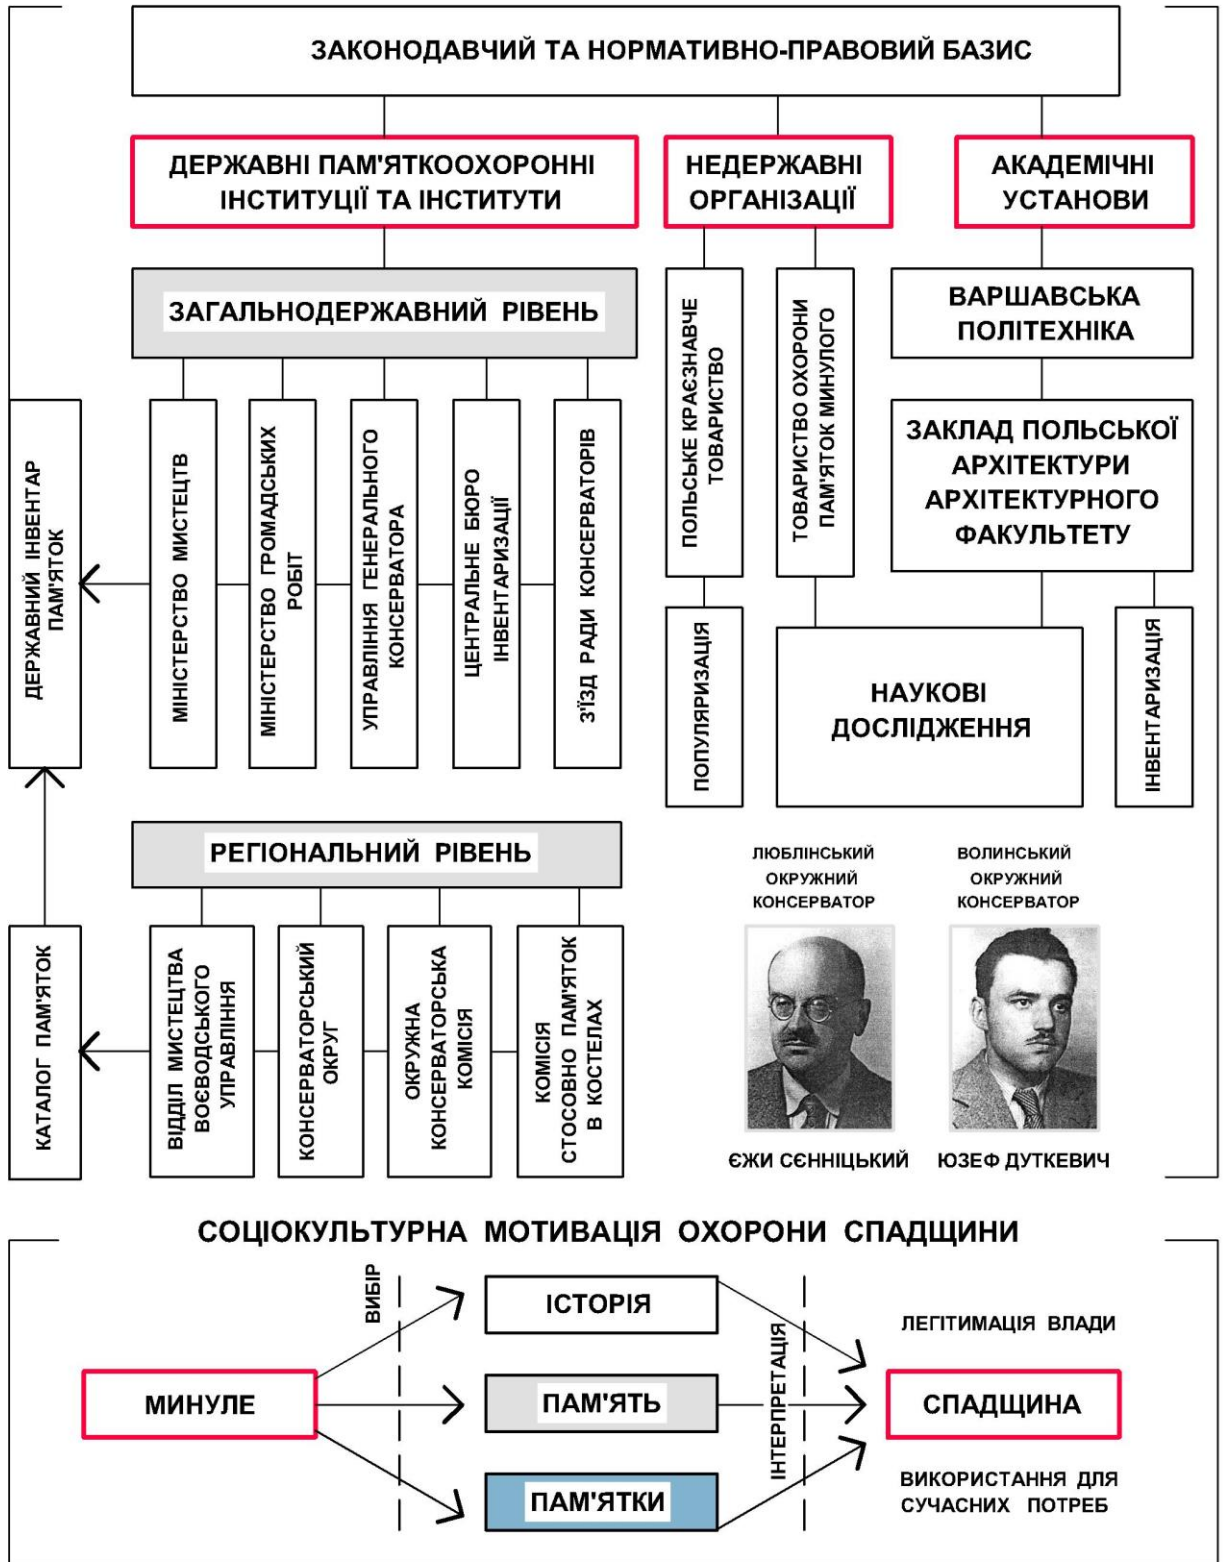 ЗАКОНОДАВЧИЙ ТА НОРМАТИВНО-ПРАВОВИЙ БАЗИС
ДЕРЖАВНІ ПАМ'ЯТКООХОРОННІ
ІНСТИТУЦІЇ ТА ІНСТИТУТИ
НЕДЕРЖАВНІ
ОРГАНІЗАЦІЇ
АКАДЕМІЧНІ
УСТАНОВИ
ЗАГАЛЬНОДЕРЖАВНИЙ РІВЕНЬ
ДЕРЖАВНИЙ ІНВЕНТАР
ПАМ'ЯТОК
МІНІСТЕРСТВО МИСТЕЦТВ
МІНІСТЕРСТВО ГРОМАДСЬКИХ
РОБІТ
УПРАВЛІННЯ ГЕНЕРАЛЬНОГО
КОНСЕРВАТОРА
ЦЕНТРАЛЬНЕ БЮРО
ІНВЕНТАРИЗАЦІЇ
З'ЇЗД РАДИ КОНСЕРВАТОРІВ
ПОЛЬСЬКЕ КРАЄЗНАВЧЕ
ТОВАРИСТВО
ТОВАРИСТВО ОХОРОНИ
ПАМ'ЯТОК МИНУЛОГО
ВАРШАВСЬКА
ПОЛІТЕХНІКА
ЗАКЛАД ПОЛЬСЬКОЇ
АРХІТЕКТУРИ
АРХІТЕКТУРНОГО
ФАКУЛЬТЕТУ
ПОПУЛЯРИЗАЦІЯ
НАУКОВІ
ДОСЛІДЖЕННЯ
ІНВЕНТАРИЗАЦІЯ
РЕГІОНАЛЬНИЙ РІВЕНЬ
КАТАЛОГ ПАМ'ЯТОК
ВІДДІЛ МИСТЕЦТВА
ВОЄВОДСЬКОГО
УПРАВЛІННЯ
КОНСЕРВАТОРСЬКИЙ
ОКРУГ
ОКРУЖНА
КОНСЕРВАТОРСЬКА
КОМІСІЯ
КОМІСІЯ
СТОСОВНО ПАМ'ЯТОК
В КОСТЕЛАХ
ЛЮБЛІНСЬКИЙ
ОКРУЖНИЙ
КОНСЕРВАТОР
ВОЛИНСЬКИЙ
ОКРУЖНИЙ
КОНСЕРВАТОР
ЄЖИ СЄННІЦЬКИЙ
ЮЗЕФ ДУТКЕВИЧ
СОЦІОКУЛЬТУРНА МОТИВАЦІЯ ОХОРОНИ СПАДЩИНИ
МИНУЛЕ
ВИБІР
ІСТОРІЯ
ПАМ'ЯТЬ
ПАМ'ЯТКИ
ІНТЕРПРЕТАЦІЯ
ЛЕГІТИМАЦІЯ ВЛАДИ
СПАДЩИНА
ВИКОРИСТАННЯ ДЛЯ
СУЧАСНИХ ПОТРЕБ